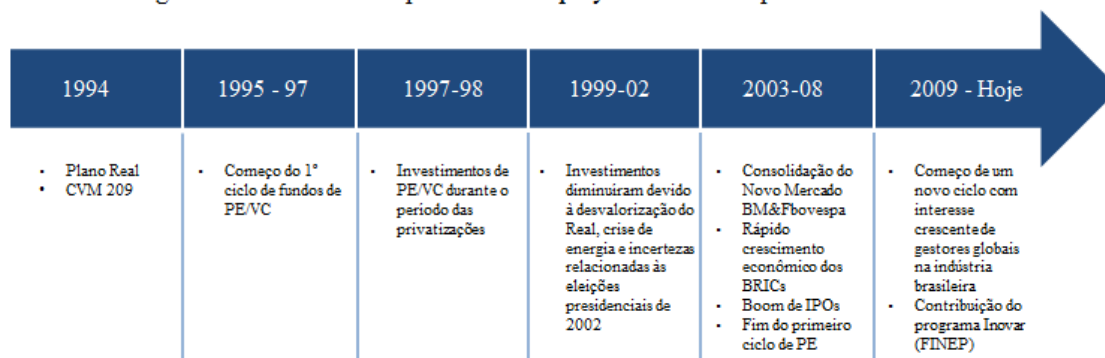 1994
1995 - 97
1997-98
1999-02
2003-08
2009 - Hoje
• Plano Real
• CVM 209
• Começo do 1º
ciclo de fundos de
PE/VC
• Investimentos de
PE/VC durante o
período das
privatizações
• Investimentos
diminuiram devido
à desvalorização do
Real, crise de
energia e incertezas
relacionadas às
eleições
presidenciais de
2002
• Consolidação do
Novo Mercado
BM&Fbovespa
• Rápido
crescimento
econômico dos
BRICs
• Boom de IPOs
• Fim do primeiro
ciclo de PE
• Começo de um
novo ciclo com
interesse
crescente de
gestores globais
na indústria
brasileira
• Contribuição do
programa Inovar
(FINEP)